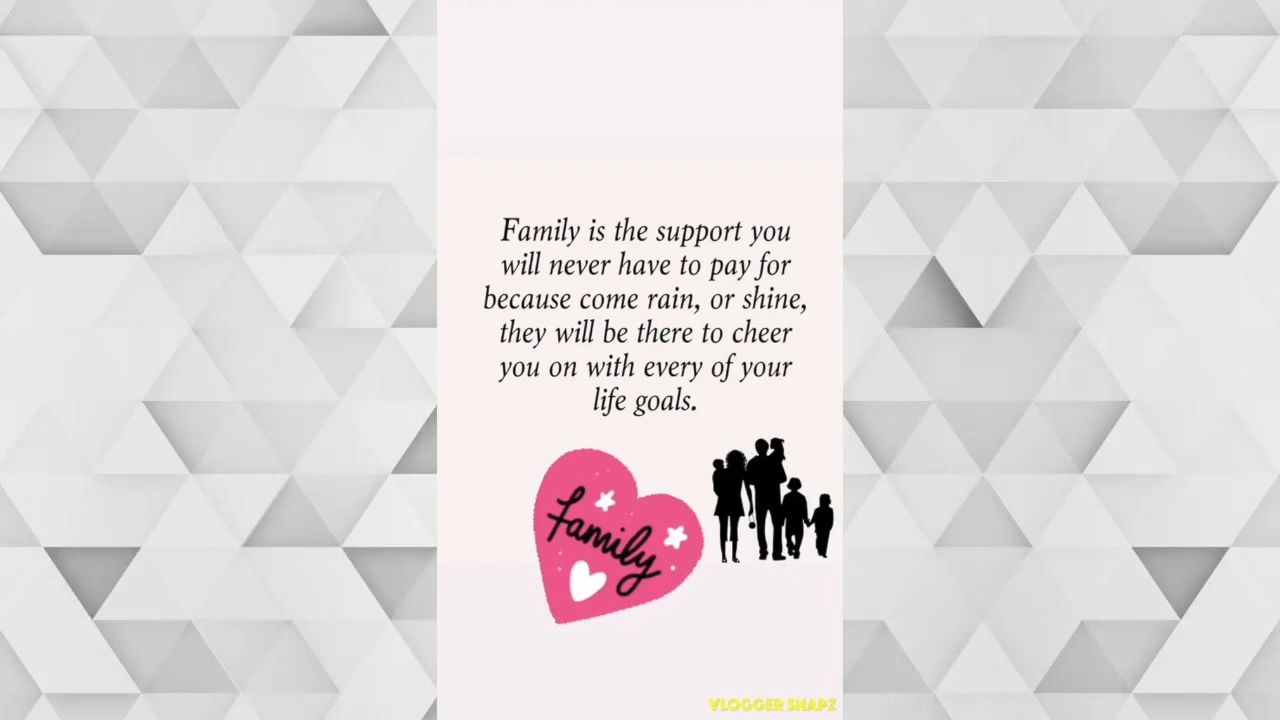 Family is the support you
will never have to pay for
because come rain, or shine,
they will be there to cheer
you on with every of your
life goals.
family
VLOGGER SNAPZ